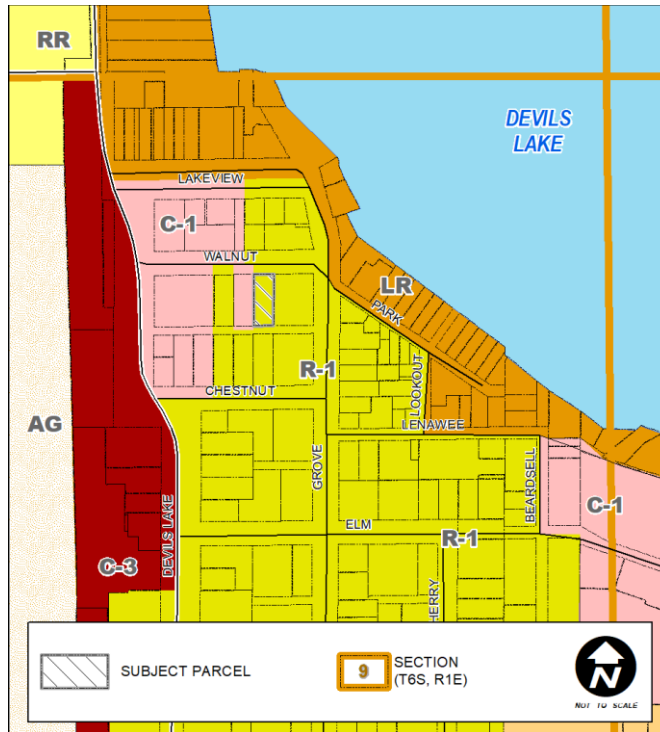 RR
DEVILS
LAKE
LAKEVIEW
C-1
WALNUT
LR
PARK
R-1
LOOKOUT
CHESTNUT
AG
LENAWEE
GROVE
BEARDSELL
C-1
ELM
R-1
DEVILS LAKE
C-3
HERRY
SUBJECT PARCEL
9
SECTION
(T6S, R1E)
N
NOT TO SCALE